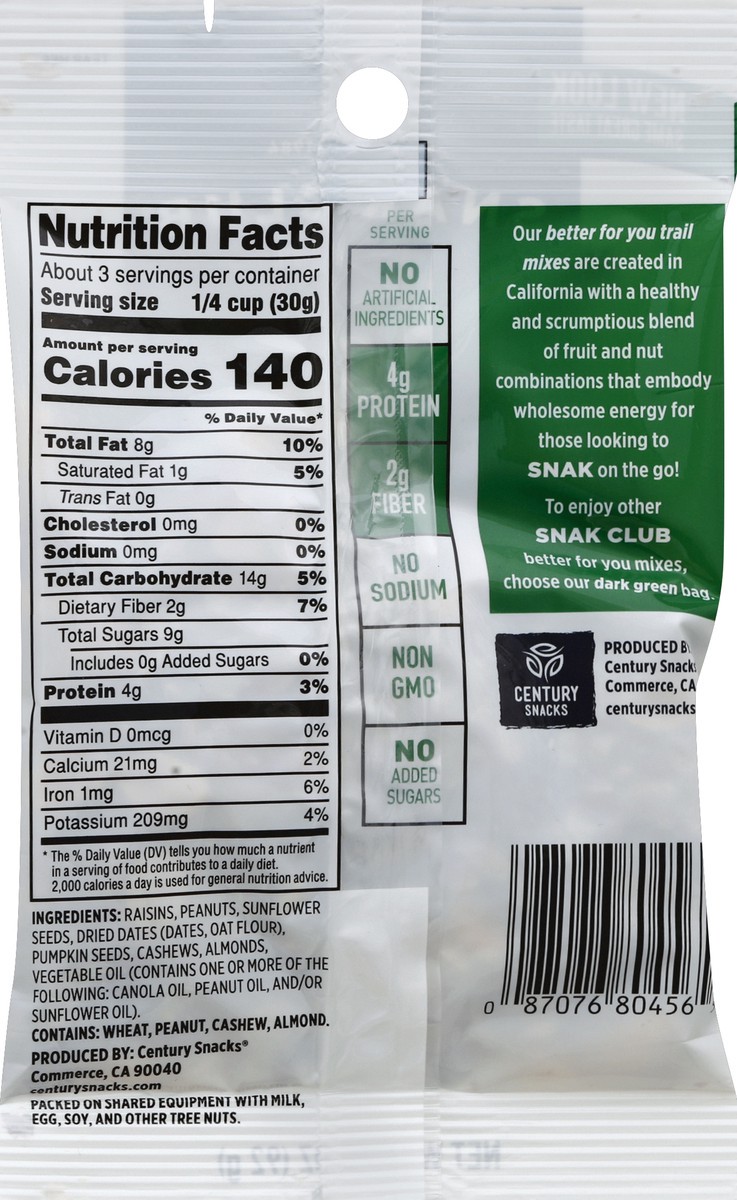 Nutrition Facts
About 3 servings per container
Serving size 1/4 cup (30g)
Amount per serving
Calories 140
% Daily Value*
Total Fat 8g 10%
Saturated Fat 1g 5%
Trans Fat 0g
Cholesterol 0mg 0%
Sodium 0mg 0%
Total Carbohydrate 14g 5%
Dietary Fiber 2g 7%
Total Sugars 9g
Includes 0g Added Sugars 0%
Protein 4g 3%
Vitamin D 0mcg 0%
Calcium 21mg 2%
Iron 1mg 6%
Potassium 209mg 4%
* The % Daily Value (DV) tells you how much a nutrient
in a serving of food contributes to a daily diet.
2,000 calories a day is used for general nutrition advice.
INGREDIENTS: RAISINS, PEANUTS, SUNFLOWER
SEEDS, DRIED DATES (DATES, OAT FLOUR),
PUMPKIN SEEDS, CASHEWS, ALMONDS,
VEGETABLE OIL (CONTAINS ONE OR MORE OF THE
FOLLOWING: CANOLA OIL, PEANUT OIL, AND/OR
SUNFLOWER OIL).
CONTAINS: WHEAT, PEANUT, CASHEW, ALMOND.
PRODUCED BY: Century Snacks®
Commerce, CA 90040
centurysnacks.com
PACKED ON SHARED EQUIPMENT WITH MILK,
EGG, SOY, AND OTHER TREE NUTS.
PER
SERVING
NO
ARTIFICIAL
INGREDIENTS
4g
PROTEIN
2g
FIBER
NO
SODIUM
NON
GMO
NO
ADDED
SUGARS
Our better for you trail
mixes are created in
California with a healthy
and scrumptious blend
of fruit and nut
combinations that embody
wholesome energy for
those looking to
SNAK on the go!
To enjoy other
SNAK CLUB
better for you mixes,
choose our dark green bag.
CENTURY
SNACKS
PRODUCED B
Century Snack
Commerce, CA
centurysnacks
0 87076 80456